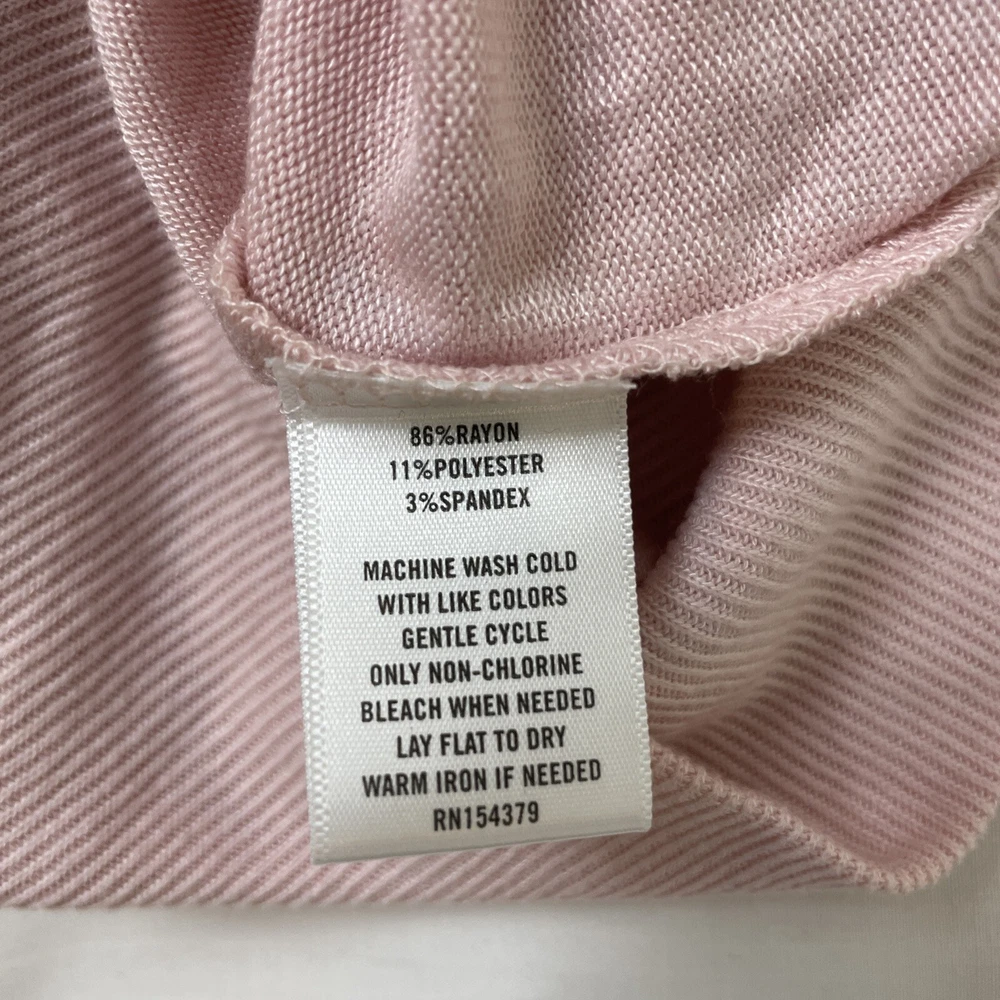 86%RAYON
11%POLYESTER
3%SPANDEX
MACHINE WASH COLD
WITH LIKE COLORS
GENTLE CYCLE
ONLY NON-CHLORINE
BLEACH WHEN NEEDED
LAY FLAT TO DRY
WARM IRON IF NEEDED
RN154379